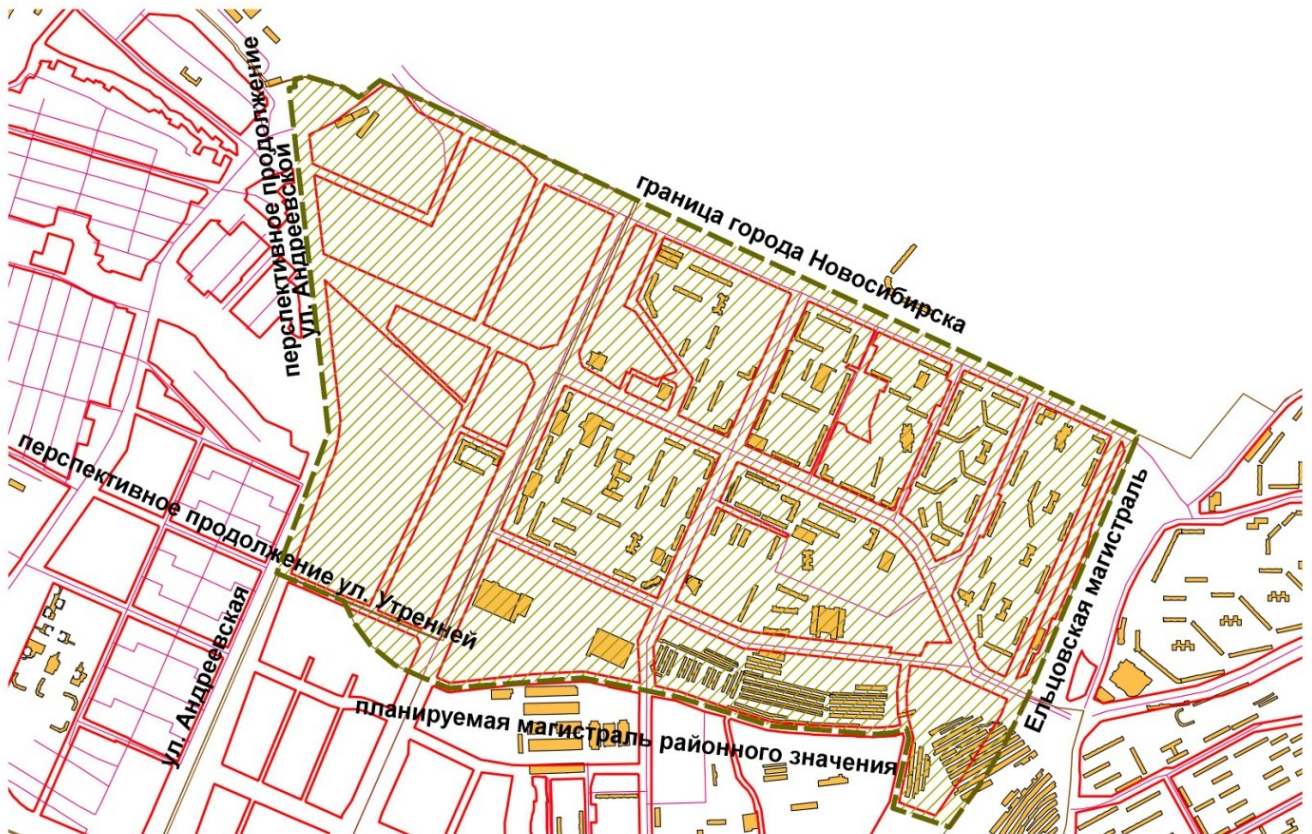 перспективное продолжение
ул. Андреевской
граница города Новосибирска
перспективное продолжение ул. Утренней
ул. Андреевская
планируемая магистраль районного значения
Ельцовская магистраль